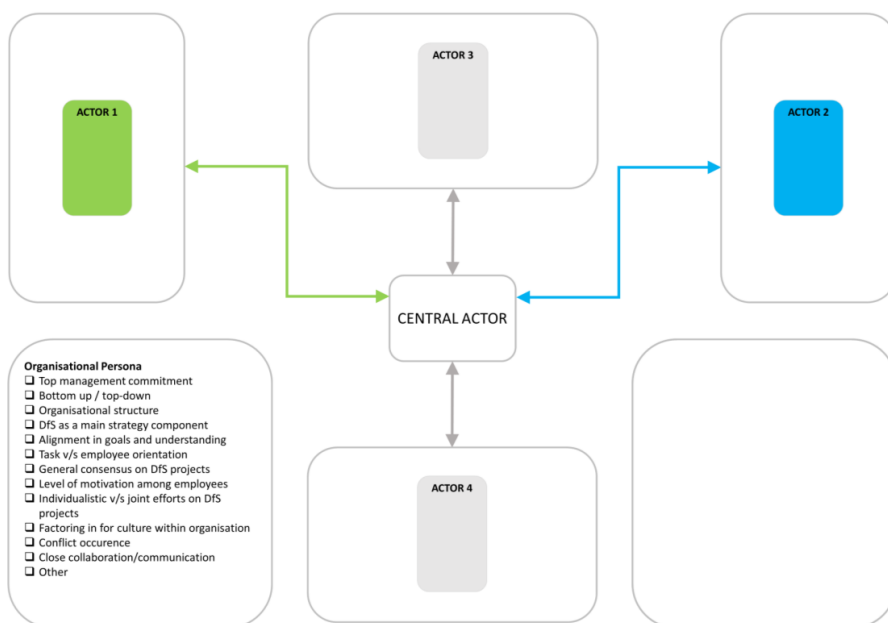 ACTOR 3
ACTOR 1
ACTOR 2
CENTRAL ACTOR
Organisational Persona
❑ Top management commitment
❑ Bottom up / top-down
❑ Organisational structure
❑ DfS as a main strategy component
❑ Alignment in goals and understanding
❑ Task v/s employee orientation
❑ General consensus on DfS projects
❑ Level of motivation among employees
❑ Individualistic v/s joint efforts on DfS
projects
❑ Factoring in for culture within organisation
❑ Conflict occurence
❑ Close collaboration/communication
❑ Other
ACTOR 4